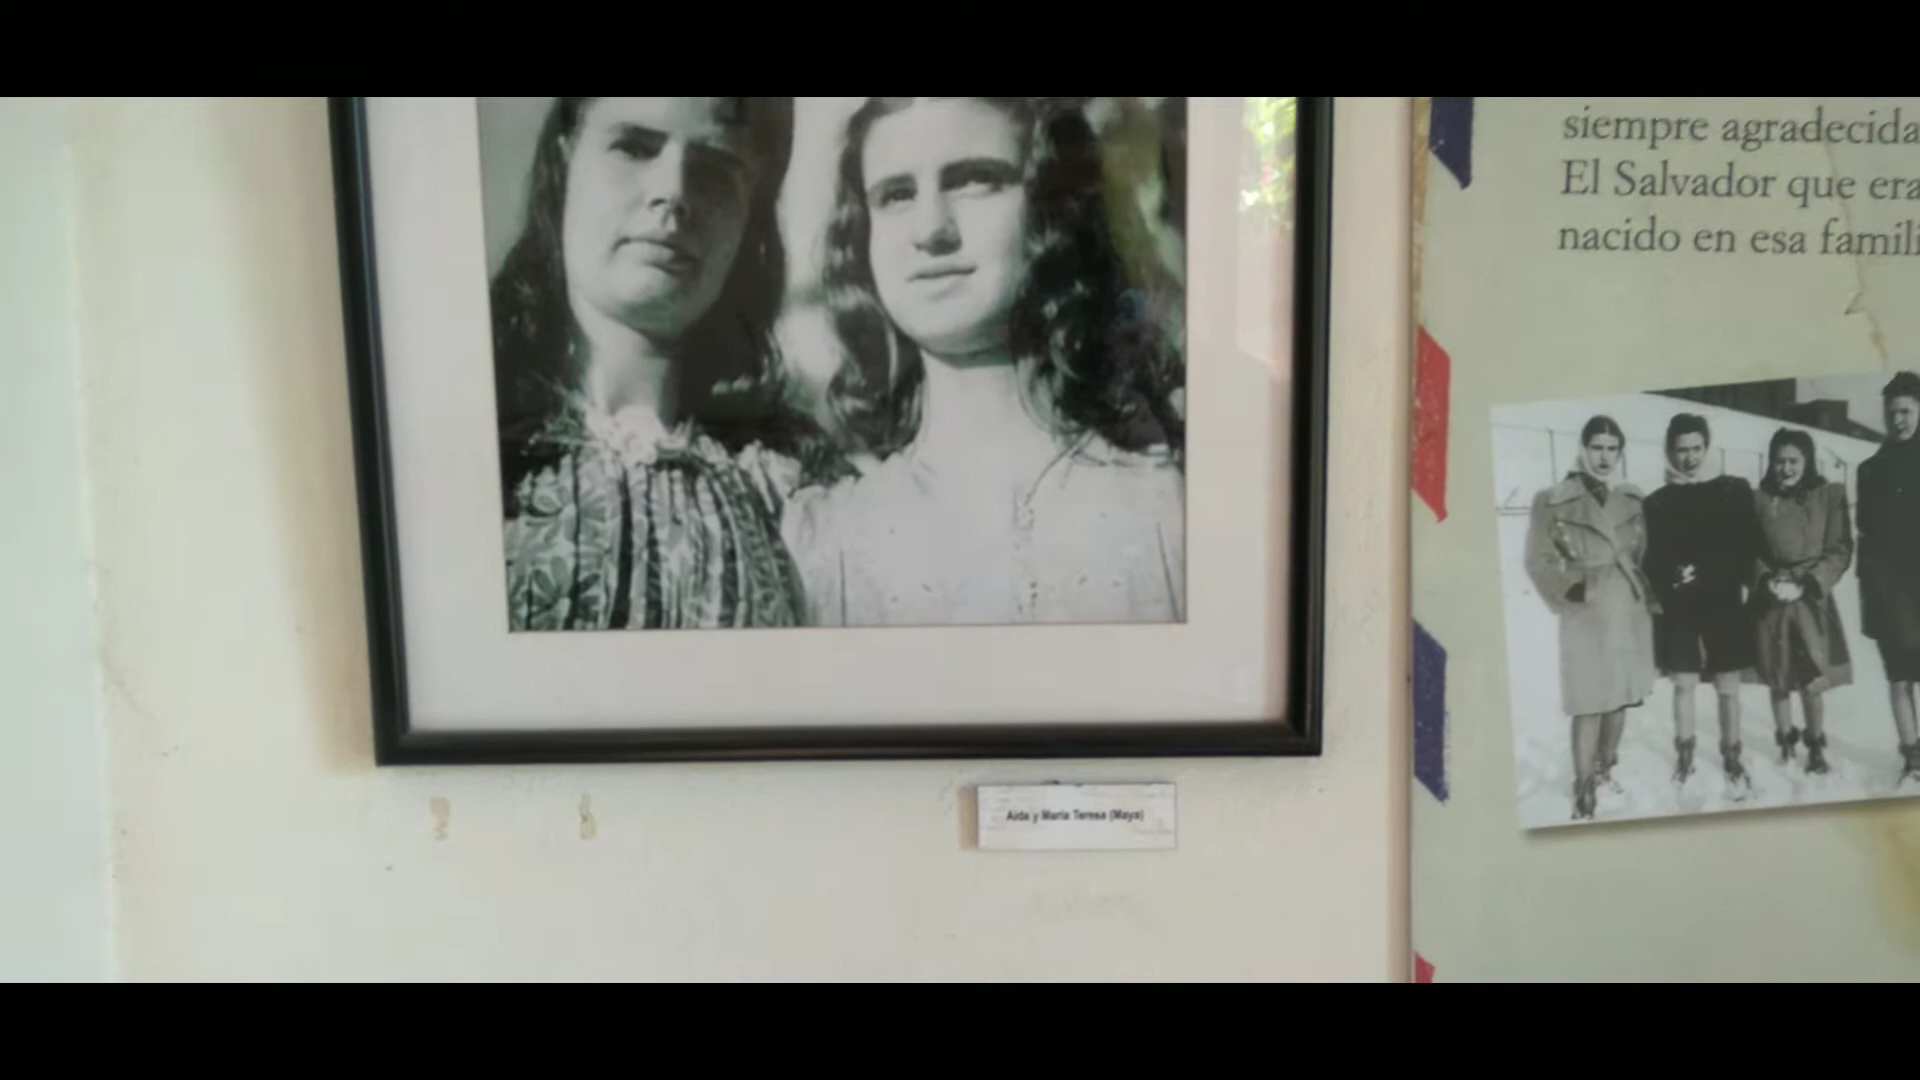 siempre agradecida
El Salvador que era
nacido en esa famili
Aida y María Teresa (Maya)